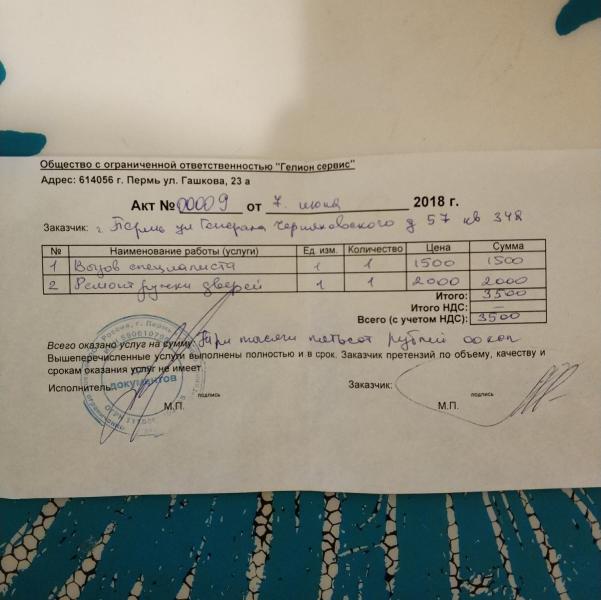 Общество с ограниченной ответственностью "Гелион сервис"
Адрес: 614056 г. Пермь ул. Гашкова, 23 а
Акт № 00009 от 7. июня 2018 г.
Заказчик: г. Пермь ул Генерала Черняховского д 57 кв 348
№ Наименование работы (услуги) Ед. изм. Количество Цена Сумма
1 Вызов специалиста 1 1 1500 1500
2 Ремонт ручки дверей 1 1 2000 2000
Итого: 3500
Итого НДС: —
Всего (с учетом НДС): 3500
Всего оказано услуг на сумму: Три тысячи пятьсот рублей 00 коп
Вышеперечисленные услуги выполнены полностью и в срок. Заказчик претензий по объему, качеству и
срокам оказания услуг не имеет.
Исполнитель: Заказчик:
подпись подпись
М.П. М.П.
документов